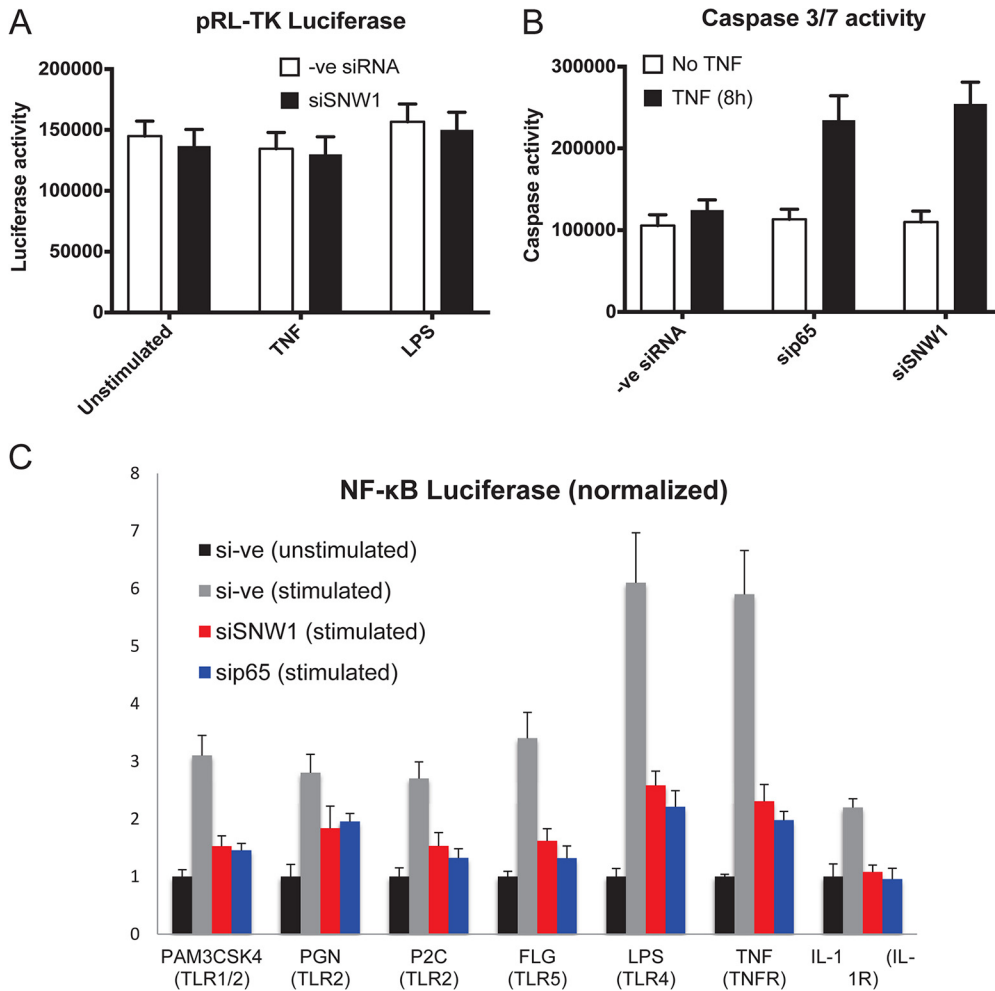 A
pRL-TK Luciferase
Luciferase activity
200000
150000
100000
50000
0
-ve siRNA
siSNW1
Unstimulated
TNF
LPS
B
Caspase 3/7 activity
Caspase activity
300000
200000
100000
0
No TNF
TNF (8h)
-ve siRNA
sip65
siSNW1
C
NF-κB Luciferase (normalized)
8
7
6
5
4
3
2
1
0
si-ve (unstimulated)
si-ve (stimulated)
siSNW1 (stimulated)
sip65 (stimulated)
PAM3CSK4
(TLR1/2)
PGN
(TLR2)
P2C
(TLR2)
FLG
(TLR5)
LPS
(TLR4)
TNF
(TNFR)
IL-1 (IL-
1R)